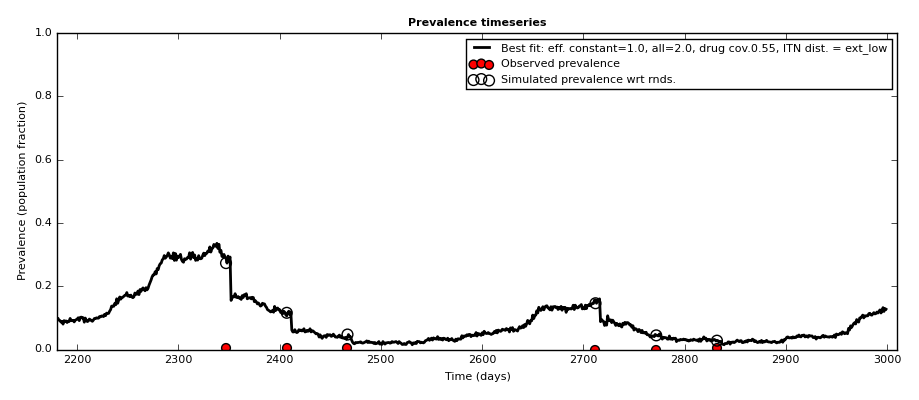 Prevalence timeseries
1.0
0.8
0.6
0.4
0.2
0.0
Prevalence (population fraction)
Best fit: eff. constant=1.0, all=2.0, drug cov.0.55, ITN dist. = ext_low
Observed prevalence
Simulated prevalence wrt rnds.
2200 2300 2400 2500 2600 2700 2800 2900 3000
Time (days)